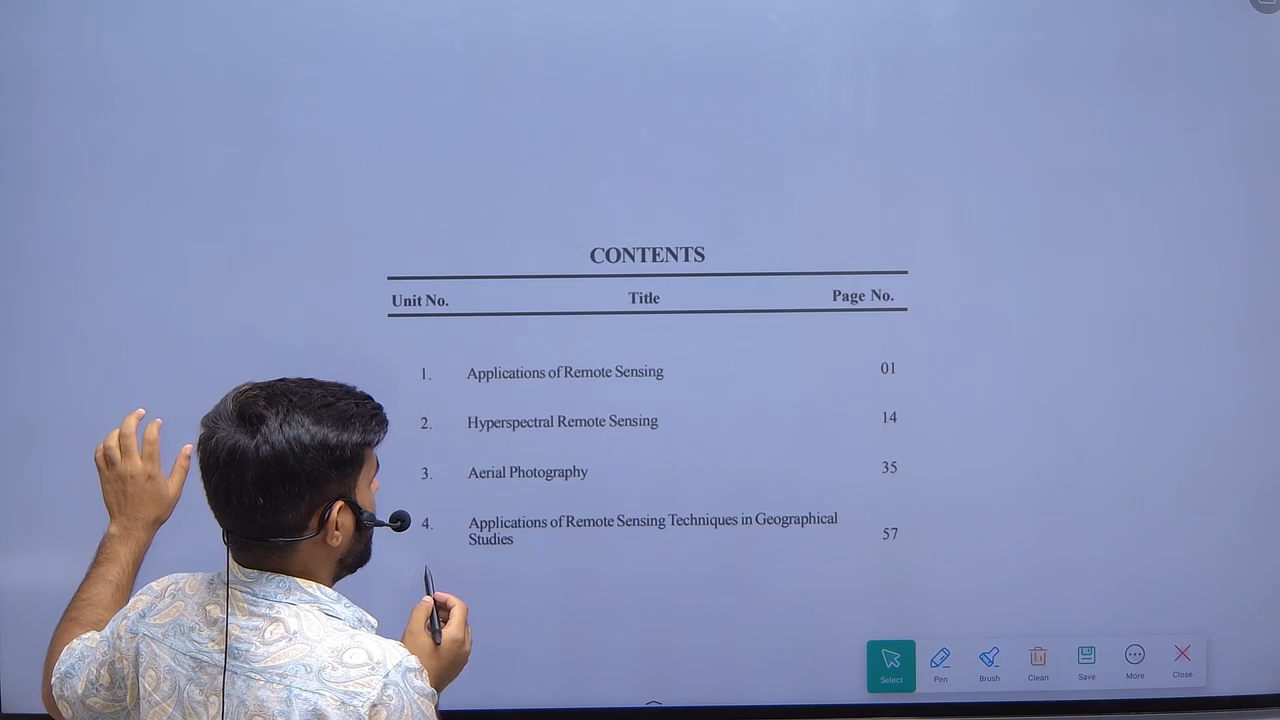 CONTENTS
Unit No. Title Page No.
1. Applications of Remote Sensing 01
2. Hyperspectral Remote Sensing 14
3. Aerial Photography 35
4. Applications of Remote Sensing Techniques in Geographical
Studies 57
Select Pen Brush Clean Save More Close